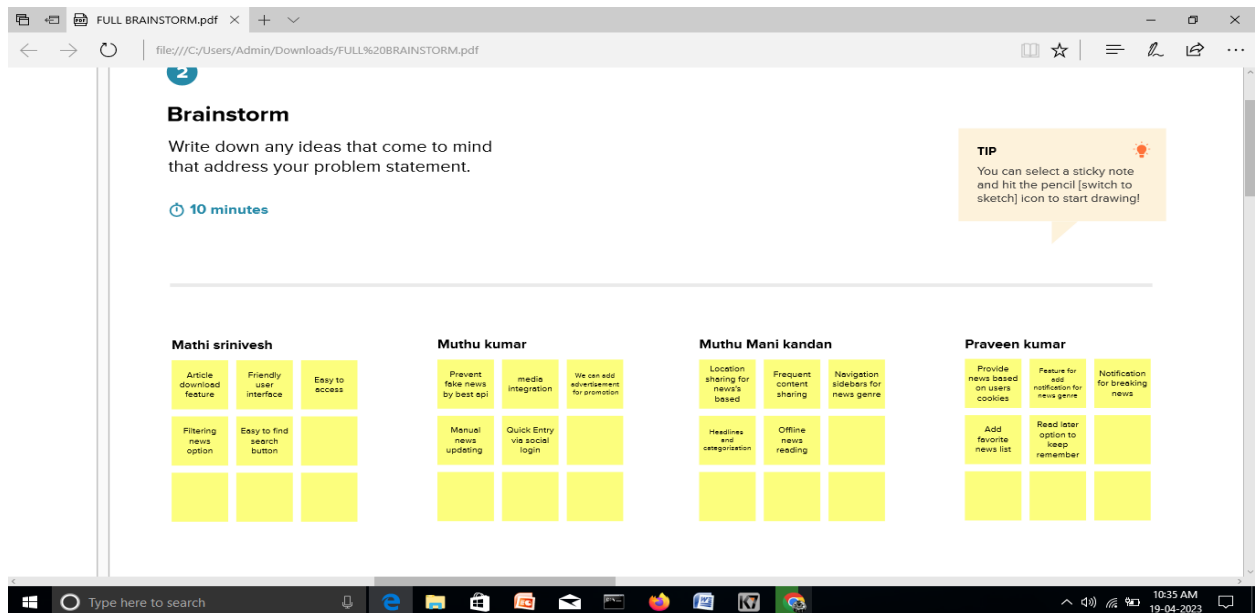 FULL BRAINSTORM.pdf
file:///C:/Users/Admin/Downloads/FULL%20BRAINSTORM.pdf
2
Brainstorm
Write down any ideas that come to mind
that address your problem statement.
10 minutes
TIP
You can select a sticky note
and hit the pencil [switch to
sketch] icon to start drawing!
Mathi srinivesh
Article
download
feature
Friendly
user
interface
Easy to
access
Filtering
news
option
Easy to find
search
button
Muthu kumar
Prevent
fake news
by best api
media
integration
We can add
advertisement
for promotion
Manual
news
updating
Quick Entry
via social
login
Muthu Mani kandan
Location
sharing for
news's
based
Frequent
content
sharing
Navigation
sidebars for
news genre
Headlines
and
categorization
Offline
news
reading
Praveen kumar
Provide
news based
on users
cookies
Feature for
add
notification for
news genre
Notification
for breaking
news
Add
favorite
news list
Read later
option to
keep
remember
Type here to search
10:35 AM
19-04-2023